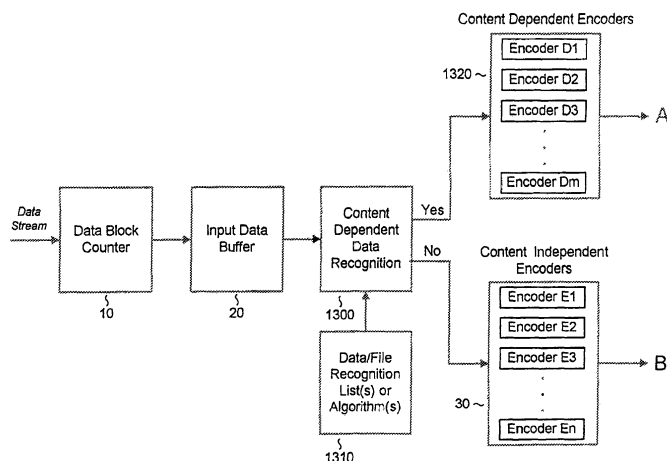 Content Dependent Encoders
Encoder D1
1320
Encoder D2
Encoder D3
A
Encoder Dm
Data
Stream
Data Block
Counter
Input Data
Buffer
Content
Dependent
Data
Recognition
Yes
No
10
20
1300
Content Independent
Encoders
Encoder E1
Encoder E2
Encoder E3
B
30
Encoder En
Data/File
Recognition
List(s) or
Algorithm(s)
1310